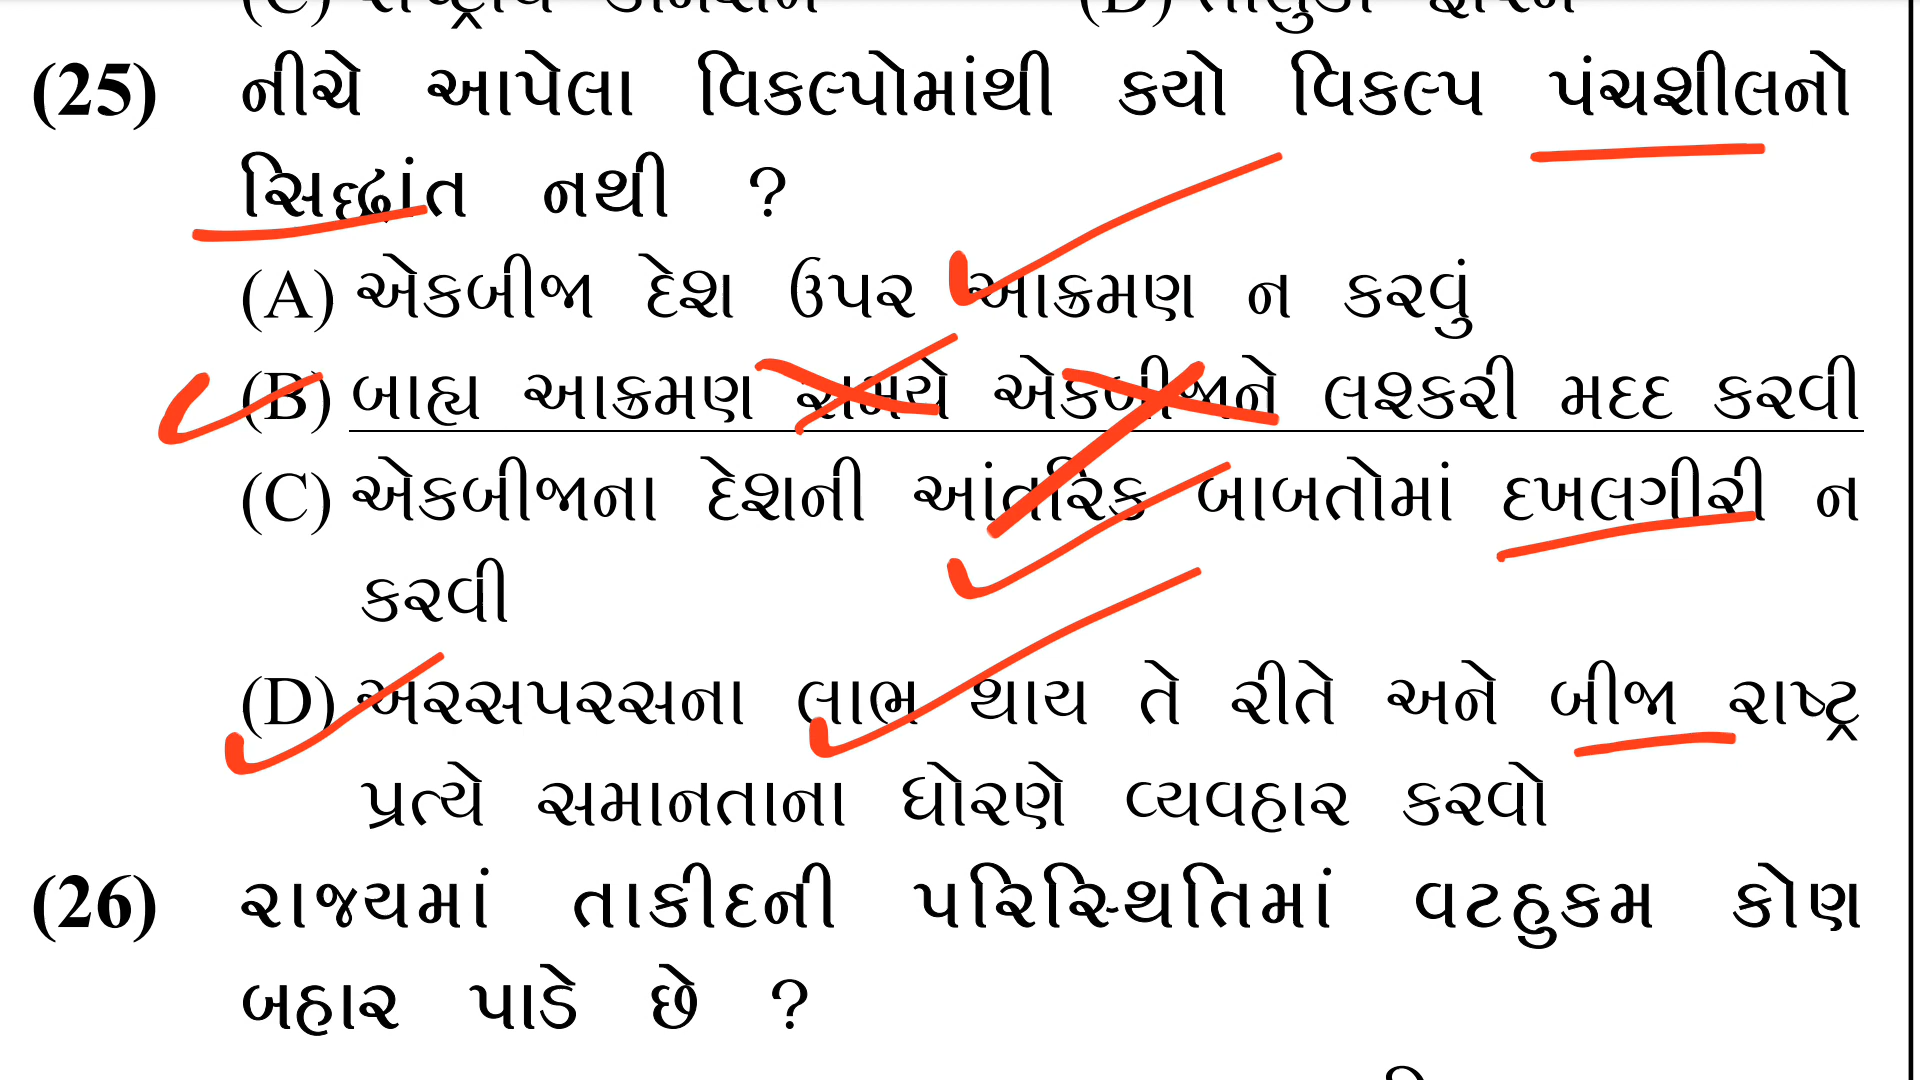 (25) નીચે આપેલા વિકલ્પોમાંથી કયો વિકલ્પ પંચશીલનો
સિદ્ધાંત નથી ?
(A) એકબીજા દેશ ઉપર આક્રમણ ન કરવું
(B) બાહ્ય આક્રમણ સમયે એકબીજાને લશ્કરી મદદ કરવી
(C) એકબીજાના દેશની આંતરિક બાબતોમાં દખલગીરી ન
કરવી
(D) અરસપરસના લાભ થાય તે રીતે અને બીજા રાષ્ટ્ર
પ્રત્યે સમાનતાના ધોરણે વ્યવહાર કરવો
(26) રાજ્યમાં તાકીદની પરિસ્થિતિમાં વટહુકમ કોણ
બહાર પાડે છે ?